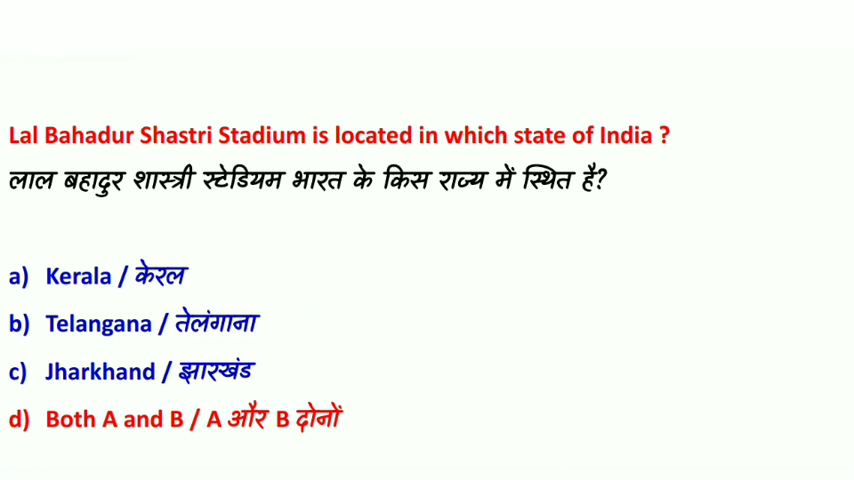 Lal Bahadur Shastri Stadium is located in which state of India ?
लाल बहादुर शास्त्री स्टेडियम भारत के किस राज्य में स्थित है?
a) Kerala / केरल
b) Telangana / तेलंगाना
c) Jharkhand / झारखंड
d) Both A and B / A और B दोनों